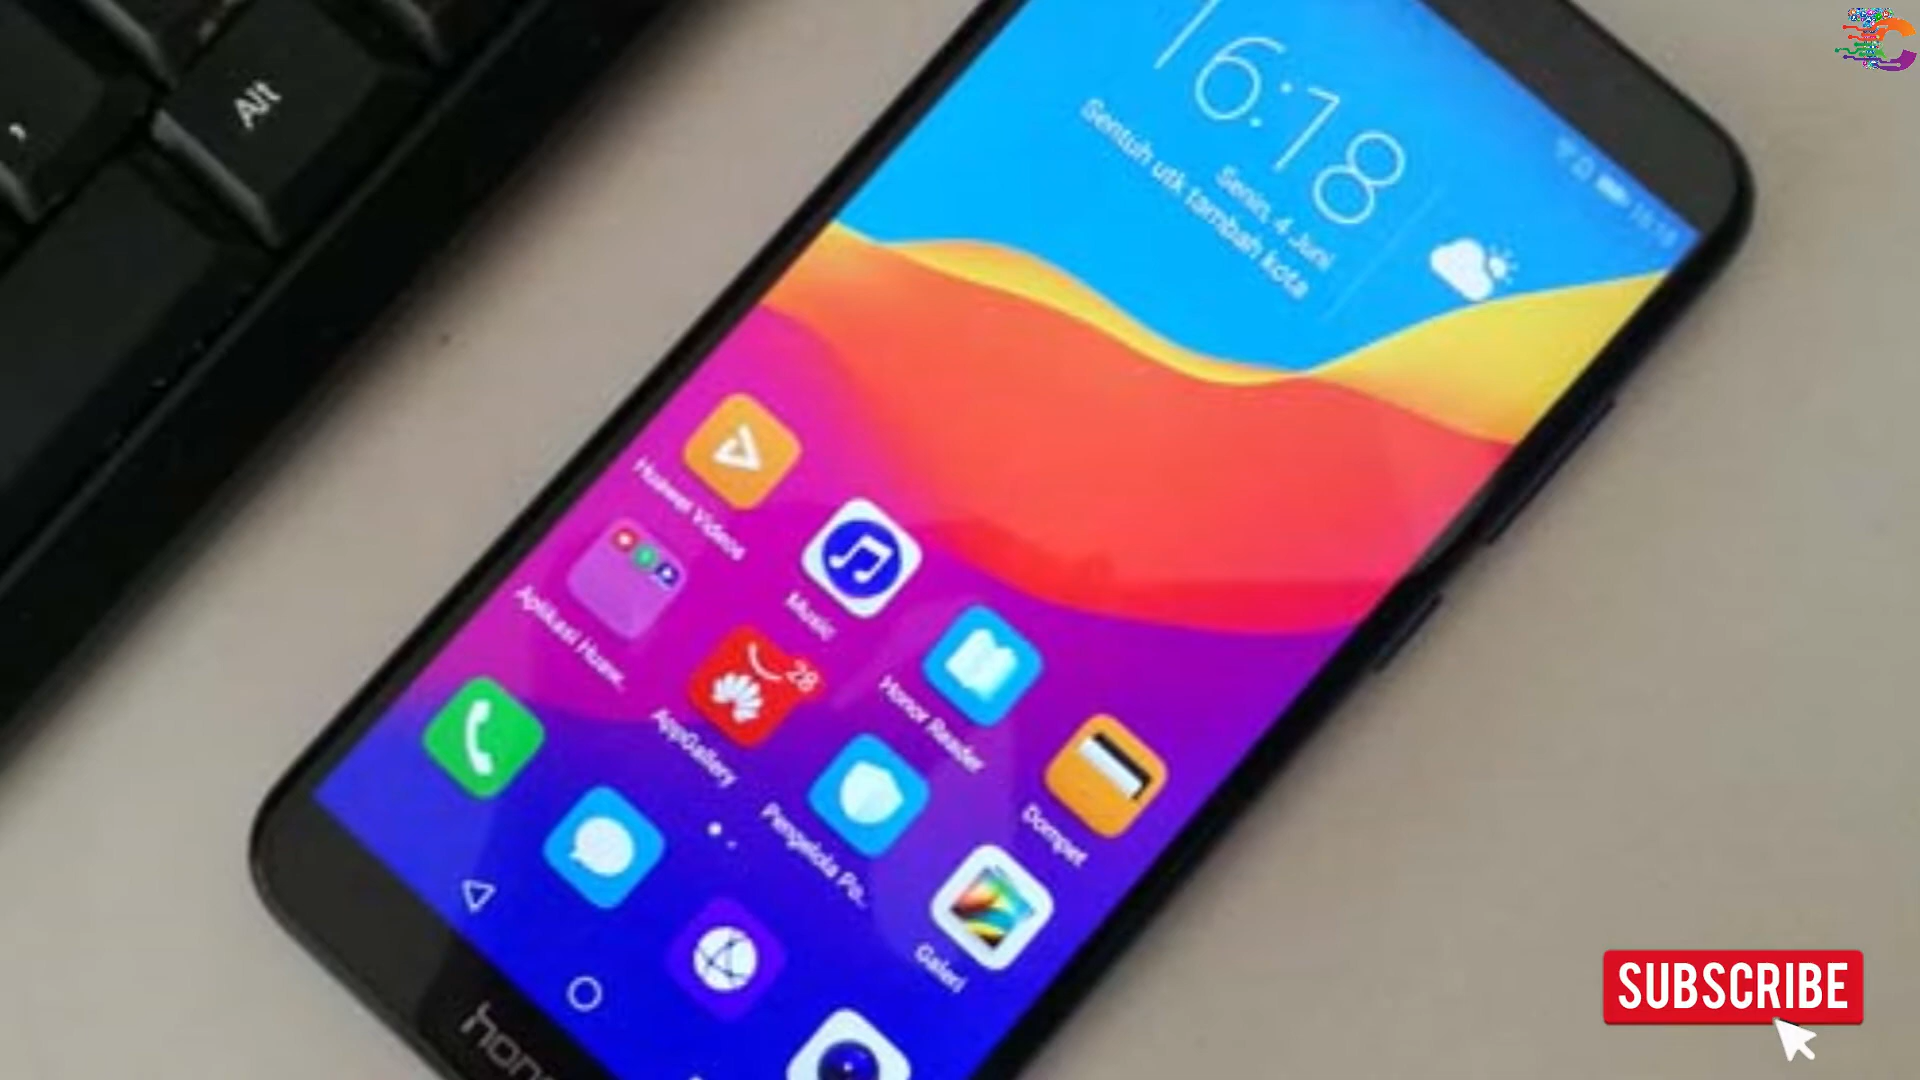 Alt
,
16:18
Senin, 4 Juni
Sentuh utk tambah kota
Huawei Videos
Music
Honor Reader
Dompet
Aplikasi Huaw..
AppGallery
28
Pengelola Po..
Galeri
SUBSCRIBE